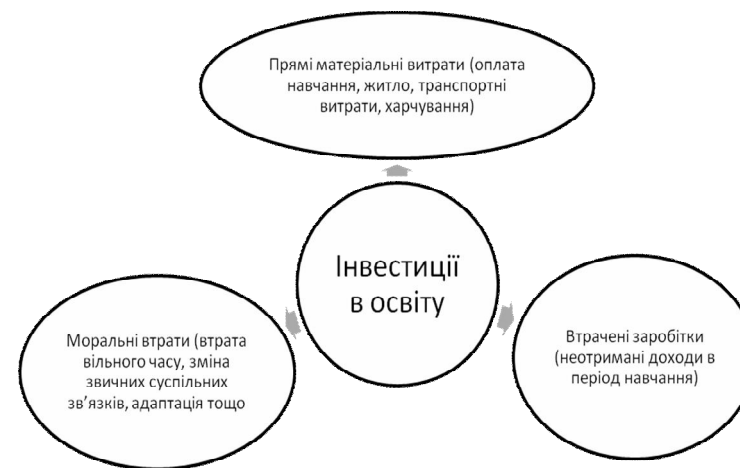 Прямі матеріальні витрати (оплата
навчання, житло, транспортні
витрати, харчування)
Інвестиції
в освіту
Моральні втрати (втрата
вільного часу, зміна
звичних суспільних
зв’язків, адаптація тощо
Втрачені заробітки
(неотримані доходи в
період навчання)